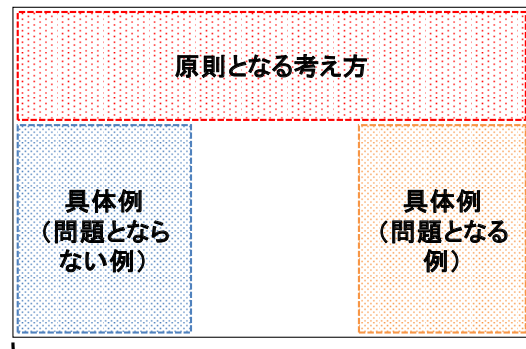 原則となる考え方
具体例
（問題となら
ない例）
具体例
（問題となる
例）